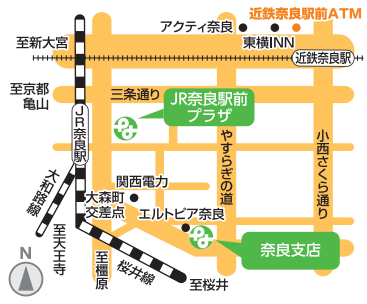 近鉄奈良駅前ATM
アクティ奈良
東横INN
至新大宮
近鉄奈良駅
至京都
亀山
三条通り
JR奈良駅前
プラザ
JR奈良駅
やすらぎの道
小西さくら通り
大和路線
関西電力
大森町
交差点
エルトピア奈良
奈良支店
至天王寺
至橿原
桜井線
至桜井
N